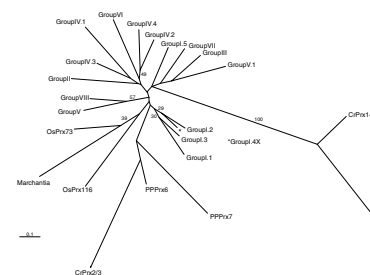 GroupVI
GroupIV.1
GroupIV.4
GroupIV.2
GroupI.5
GroupVII
GroupIII
GroupIV.3
GroupV.1
49
GroupII
GroupVIII
57
GroupV
29
100
39
30
OsPrx73
GroupI.2
*
GroupI.3
*GroupI.4X
GroupI.1
Marchantia
OsPrx116
PPPrx6
PPPrx7
0.1
CrPrx2/3